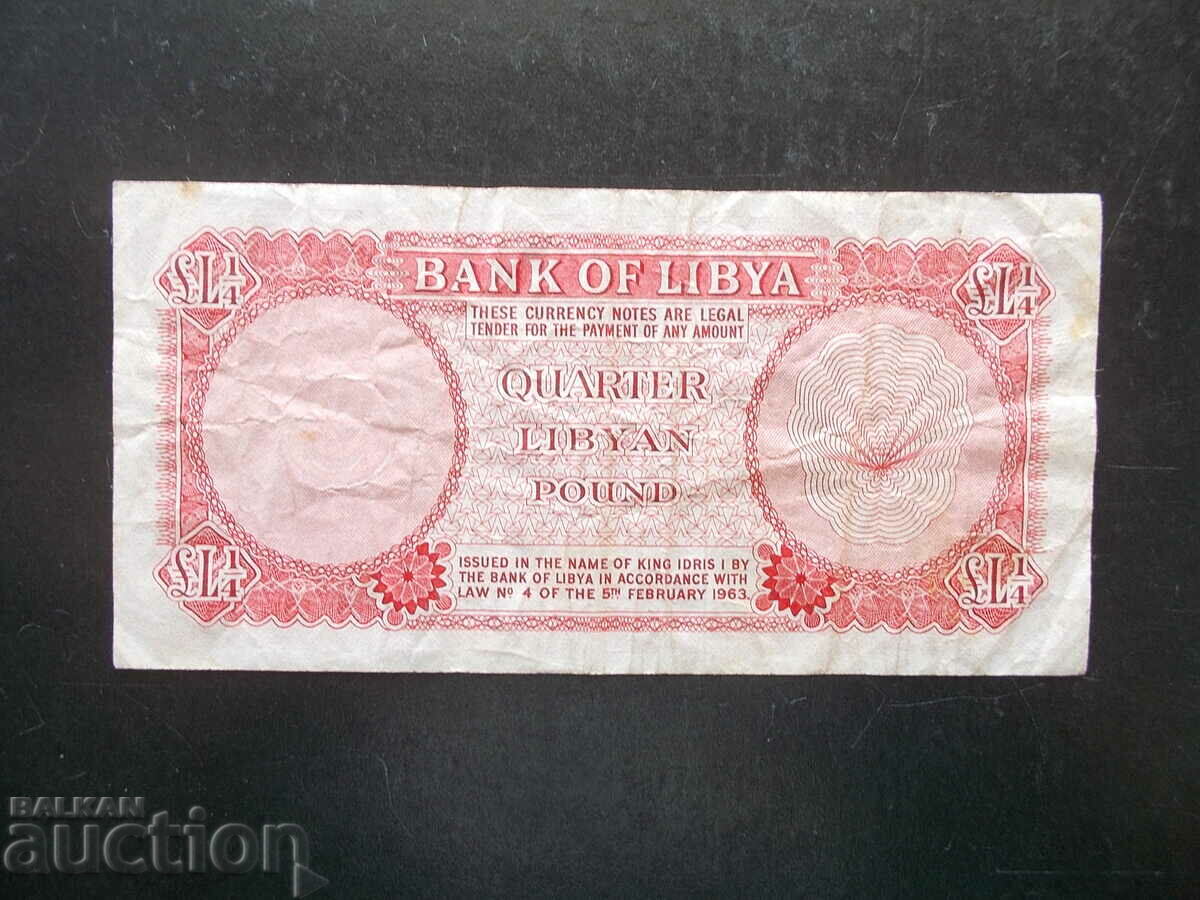 £L1/4
£L1/4
BANK OF LIBYA
THESE CURRENCY NOTES ARE LEGAL
TENDER FOR THE PAYMENT OF ANY AMOUNT
QUARTER
LIBYAN
POUND
£L1/4
£L1/4
ISSUED IN THE NAME OF KING IDRIS I BY
THE BANK OF LIBYA IN ACCORDANCE WITH
LAW Nº 4 OF THE 5TH FEBRUARY 1963.
BALKAN
auction